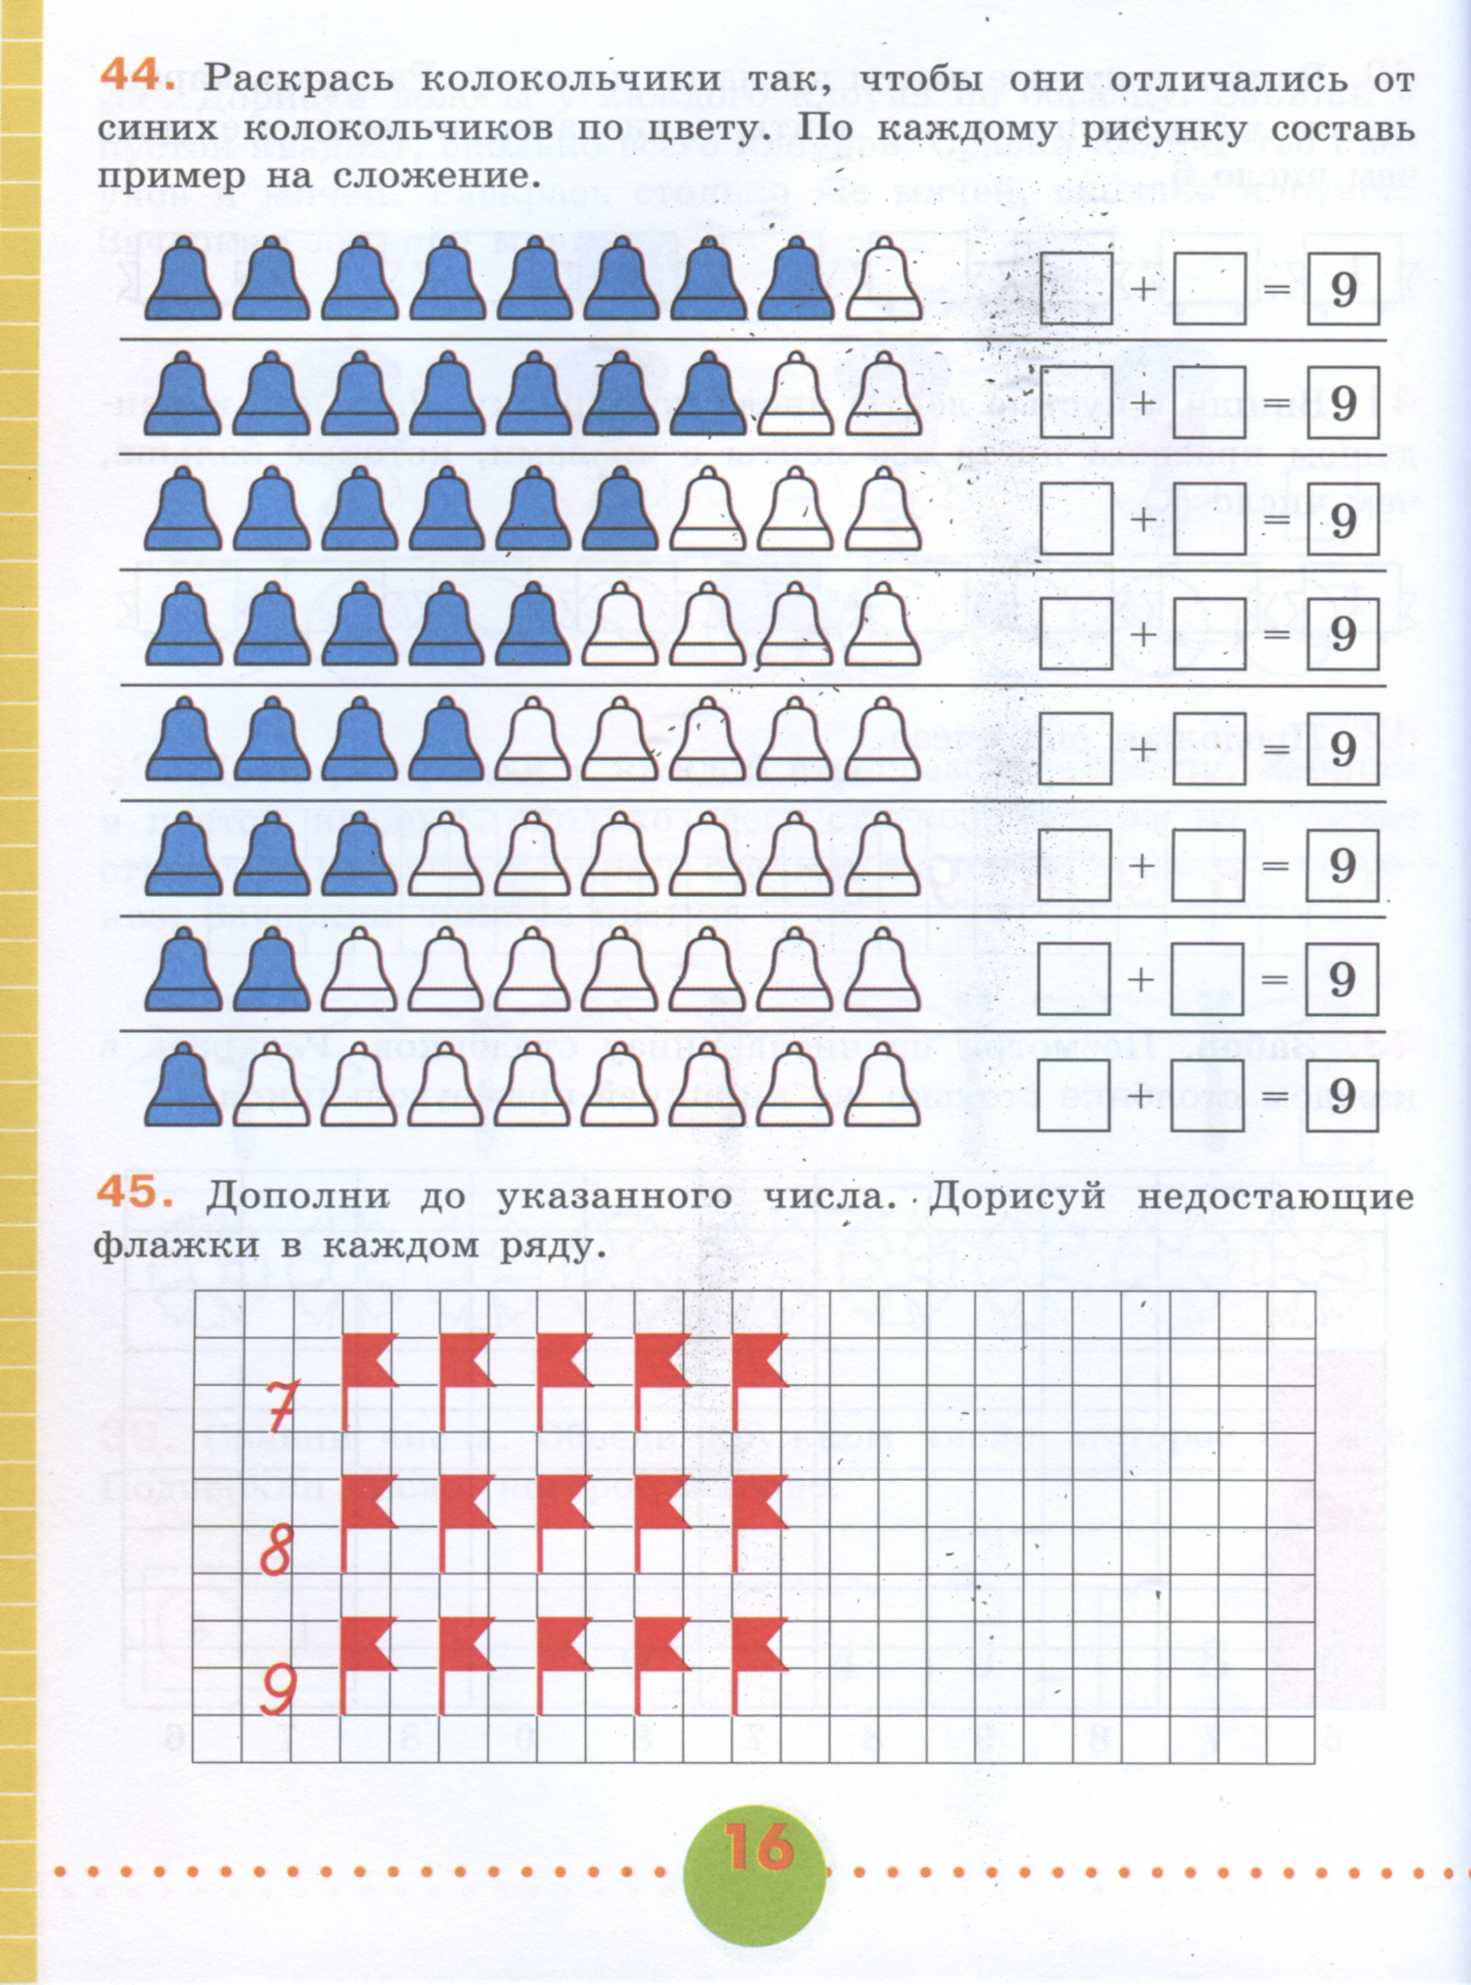 44. Раскрась колокольчики так, чтобы они отличались от
синих колокольчиков по цвету. По каждому рисунку составь
пример на сложение.
+ = 9
+ = 9
+ = 9
+ = 9
+ = 9
+ = 9
+ = 9
+ = 9
45. Дополни до указанного числа. Дорисуй недостающие
флажки в каждом ряду.
7
8
9
16